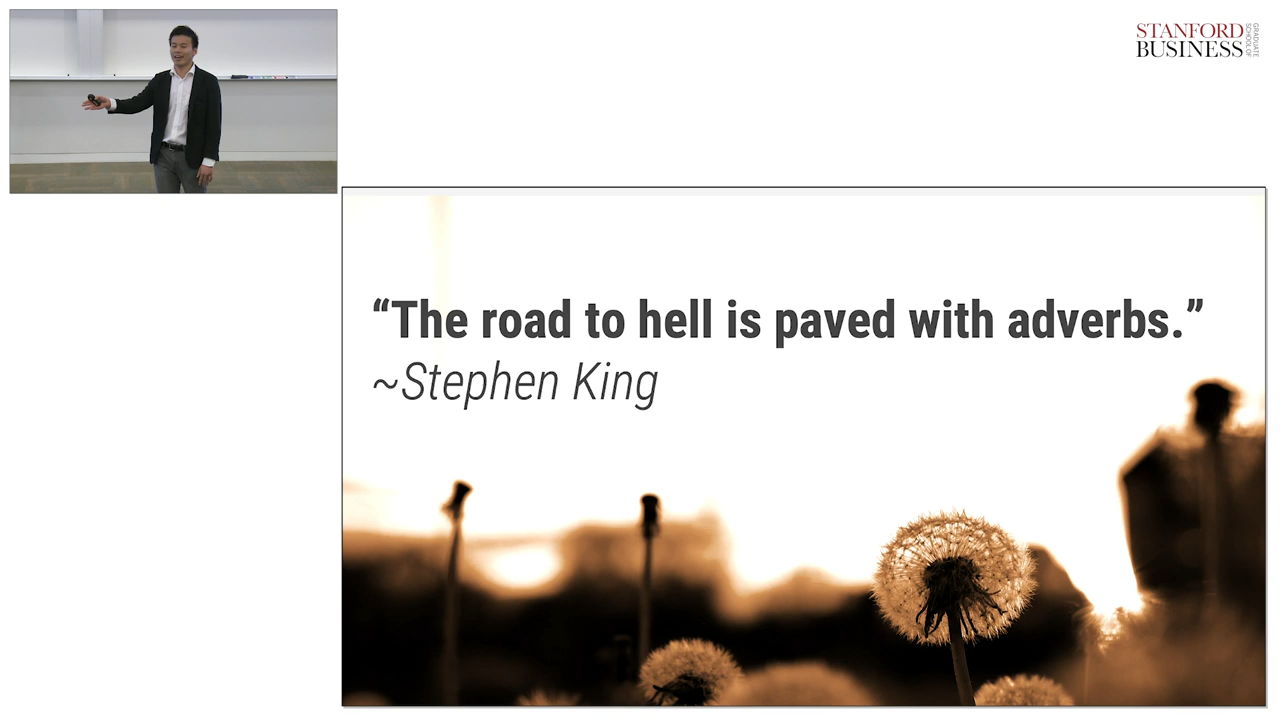 STANFORD
BUSINESS
GRADUATE
SCHOOL OF
“The road to hell is paved with adverbs.”
~Stephen King